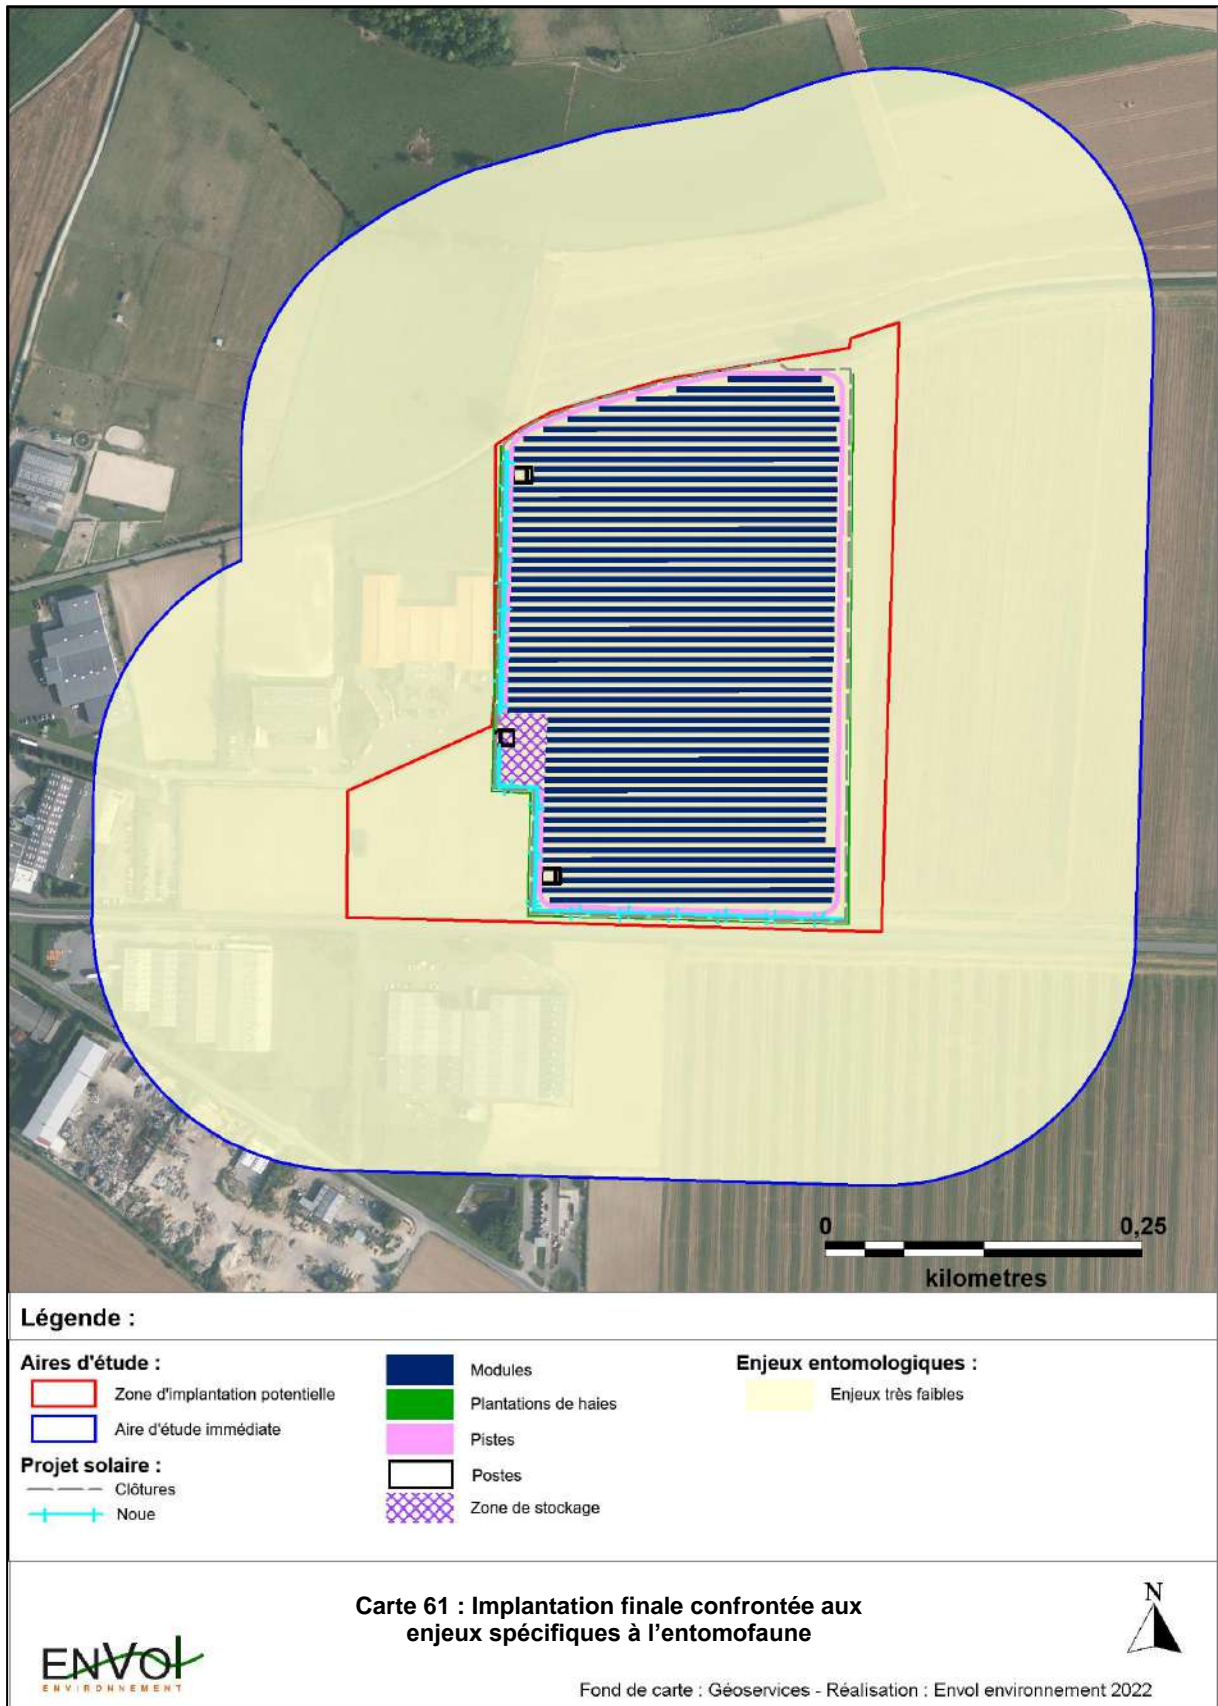 0 0,25
kilometres
Légende :
Aires d'étude :
Zone d'implantation potentielle
Aire d'étude immédiate
Projet solaire :
Clôtures
Noue
Modules
Plantations de haies
Pistes
Postes
Zone de stockage
Enjeux entomologiques :
Enjeux très faibles
Carte 61 : Implantation finale confrontée aux
enjeux spécifiques à l'entomofaune
N
ENVOl
ENVIRONNEMENT
Fond de carte : Géoservices - Réalisation : Envol environnement 2022